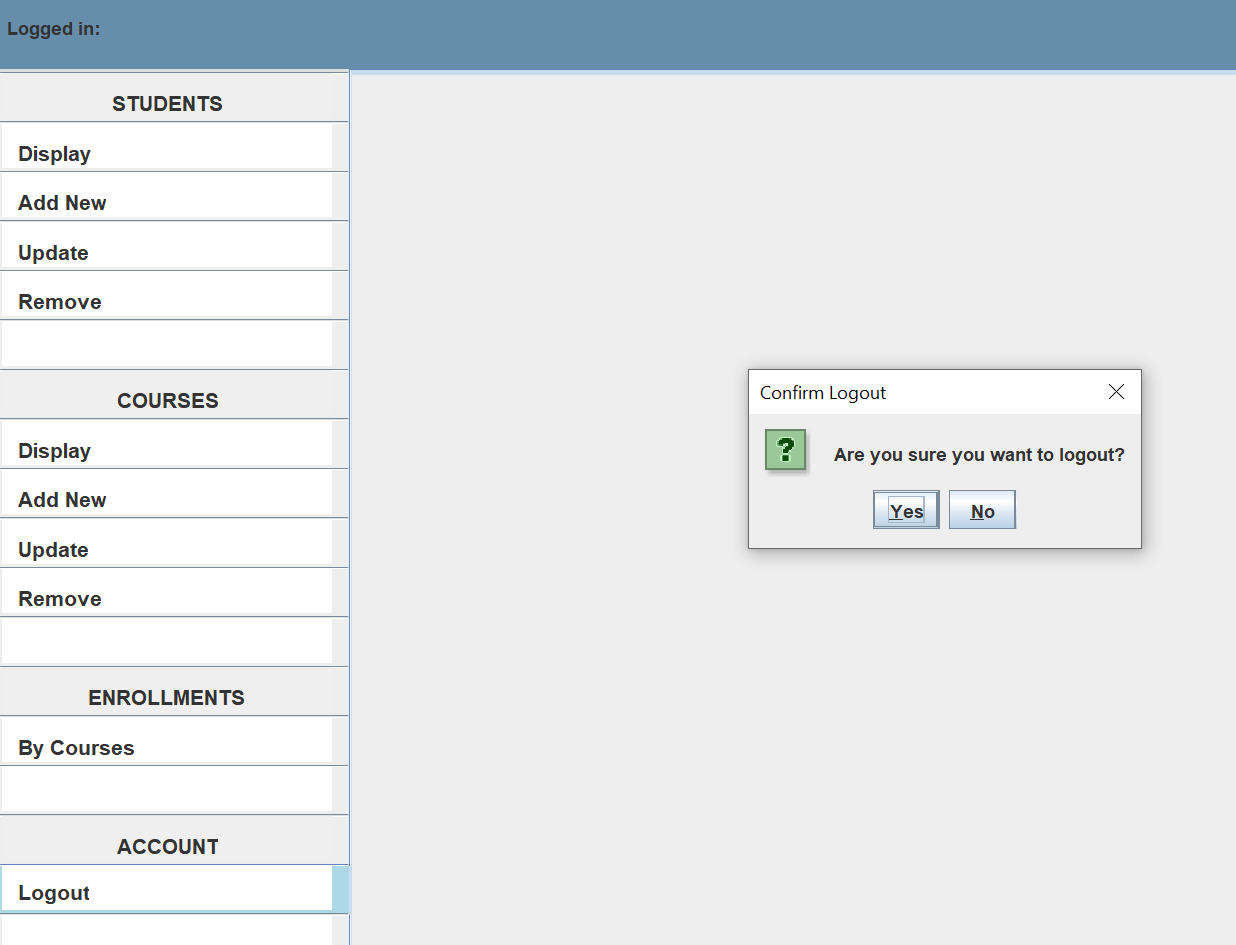 Logged in:
STUDENTS
Display
Add New
Update
Remove
COURSES
Display
Add New
Update
Remove
ENROLLMENTS
By Courses
ACCOUNT
Logout
Confirm Logout
?
Are you sure you want to logout?
Yes No